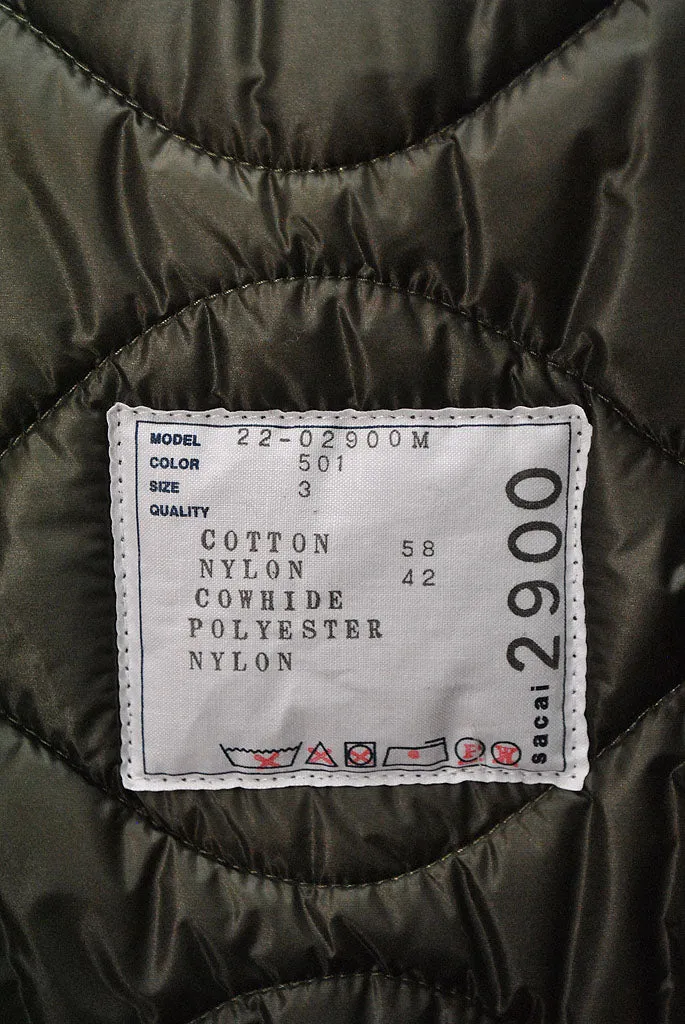 MODEL 22-02900M
COLOR 501
SIZE 3
QUALITY
COTTON 58
NYLON 42
COWHIDE
POLYESTER
NYLON
P W
sacai 2900